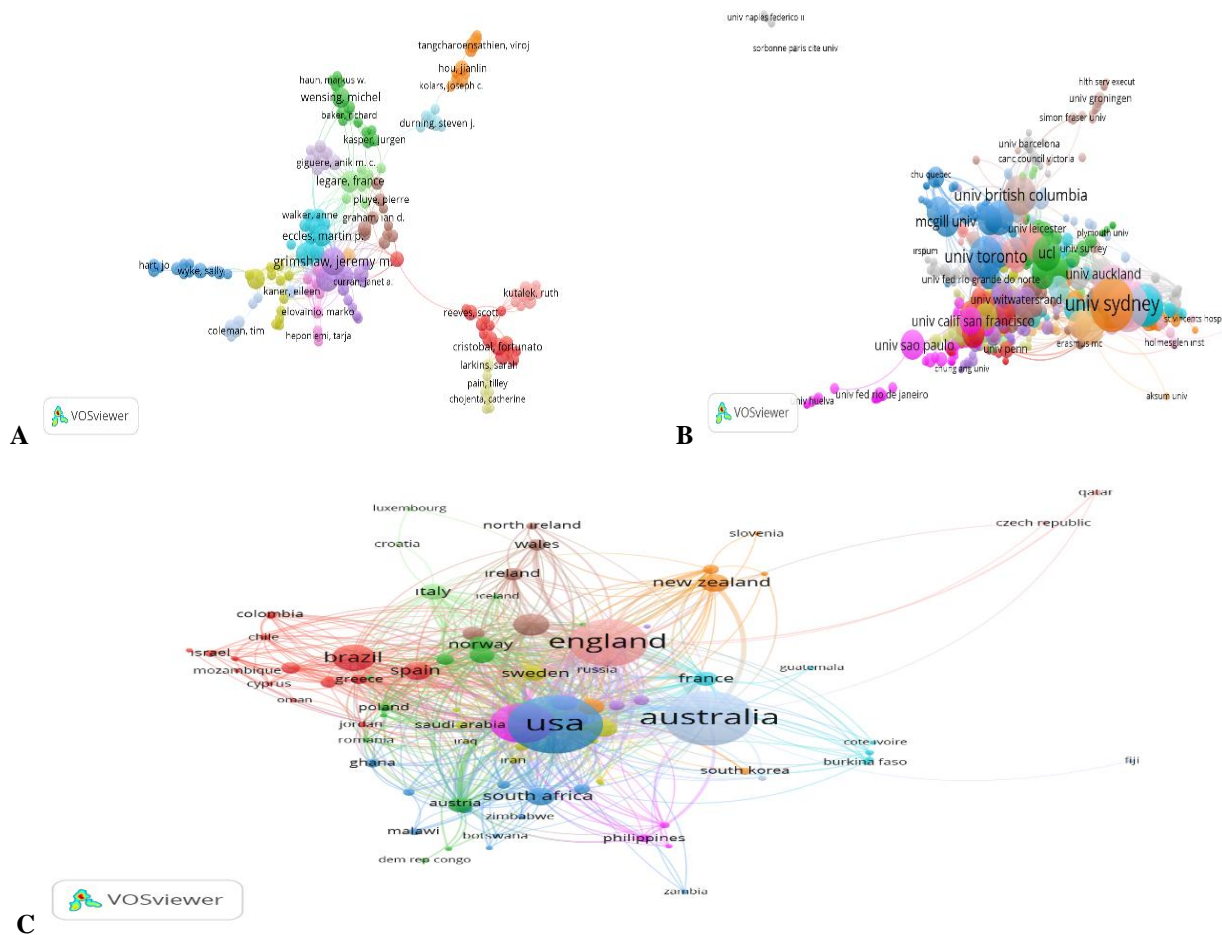 tangcharoensathien, viroj
hou, jianlin
kolars, joseph c.
haun, markus w.
wensing, michel
baker, richard
durning, steven j.
kasper, jurgen
giguere, anik m. c.
legare, france
pluye, pierre
walker, anne
graham, ian d.
eccles, martin p.
hart, jo
wyke, sally
grimshaw, jeremy m.
curran, janet a.
kaner, eileen
elovainio, marko
coleman, tim
heponiemi, tarja
kutalek, ruth
reeves, scott
cristobal, fortunato
larkins, sarah
pain, tilley
chojenta, catherine
VOSviewer
A
univ naples federico ii
sorbonne paris cite univ
hlth serv execut
univ groningen
simon fraser univ
univ barcelona
canc council victoria
chu quebec
univ british columbia
mcgill univ
univ leicester
plymouth univ
irspum
univ toronto
ucl
univ surrey
univ fed rio grande do norte
univ auckland
univ witwatersrand
univ sydney
univ calif san francisco
st vincents hosp
univ sao paulo
univ penn
erasmus mc
holmesglen inst
chung ang univ
univ huelva
univ fed rio de janeiro
aksum univ
VOSviewer
B
qatar
luxembourg
north ireland
czech republic
slovenia
croatia
wales
ireland
new zealand
italy
iceland
colombia
chile
england
israel
brazil
norway
mozambique
spain
sweden
russia
guatemala
cyprus
greece
france
oman
poland
jordan
saudi arabia
usa
australia
romania
iraq
cote ivoire
ghana
iran
south korea
burkina faso
fiji
austria
south africa
zimbabwe
malawi
botswana
philippines
dem rep congo
zambia
VOSviewer
C